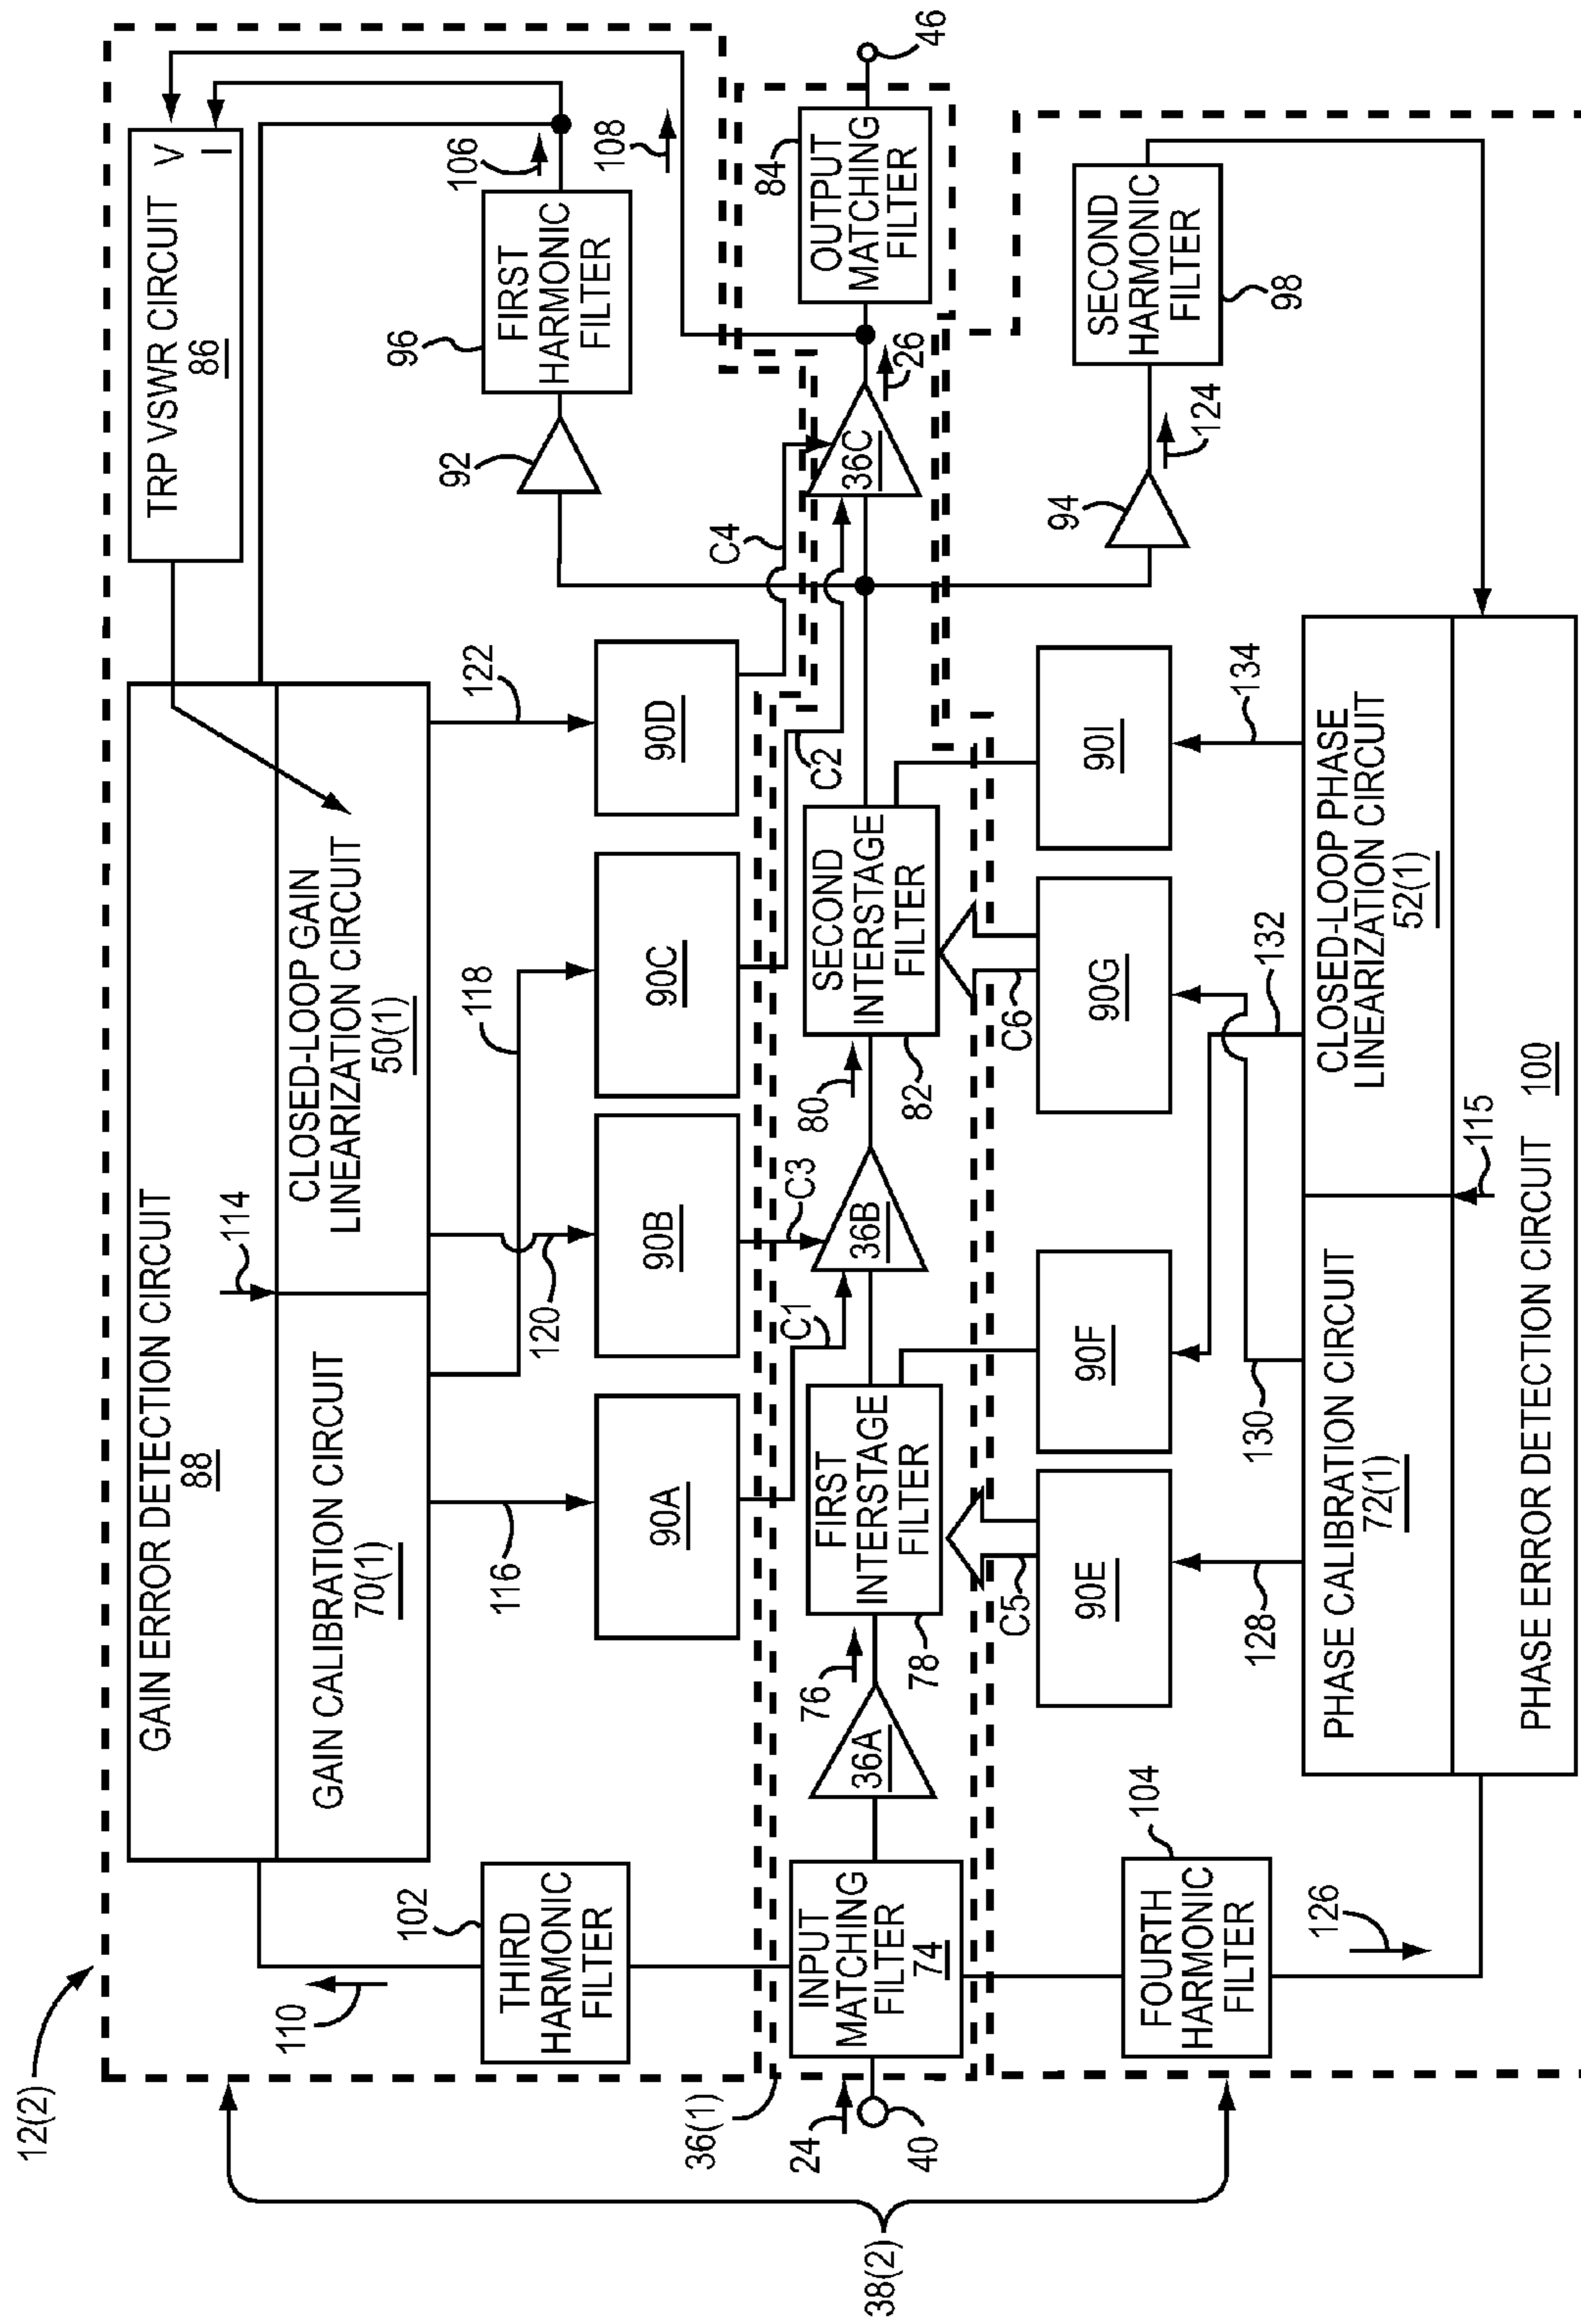 12(2)
38(2)
GAIN ERROR DETECTION CIRCUIT
88
114
GAIN CALIBRATION CIRCUIT
70(1)
CLOSED-LOOP GAIN
LINEARIZATION CIRCUIT
50(1)
TRP VSWR CIRCUIT
86
V
I
110
102
THIRD
HARMONIC
FILTER
116
120
118
122
90A
90B
90C
90D
92
96
FIRST
HARMONIC
FILTER
106
108
36(1)
24
40
INPUT
MATCHING
FILTER
74
36A
76
FIRST
INTERSTAGE
FILTER
78
C1
C3
36B
80
SECOND
INTERSTAGE
FILTER
82
C2
C4
36C
26
84
OUTPUT
MATCHING
FILTER
46
C5
C6
90E
90F
90G
90I
94
124
SECOND
HARMONIC
FILTER
98
104
FOURTH
HARMONIC
FILTER
126
128
130
132
134
PHASE CALIBRATION CIRCUIT
72(1)
CLOSED-LOOP PHASE
LINEARIZATION CIRCUIT
52(1)
115
PHASE ERROR DETECTION CIRCUIT 100